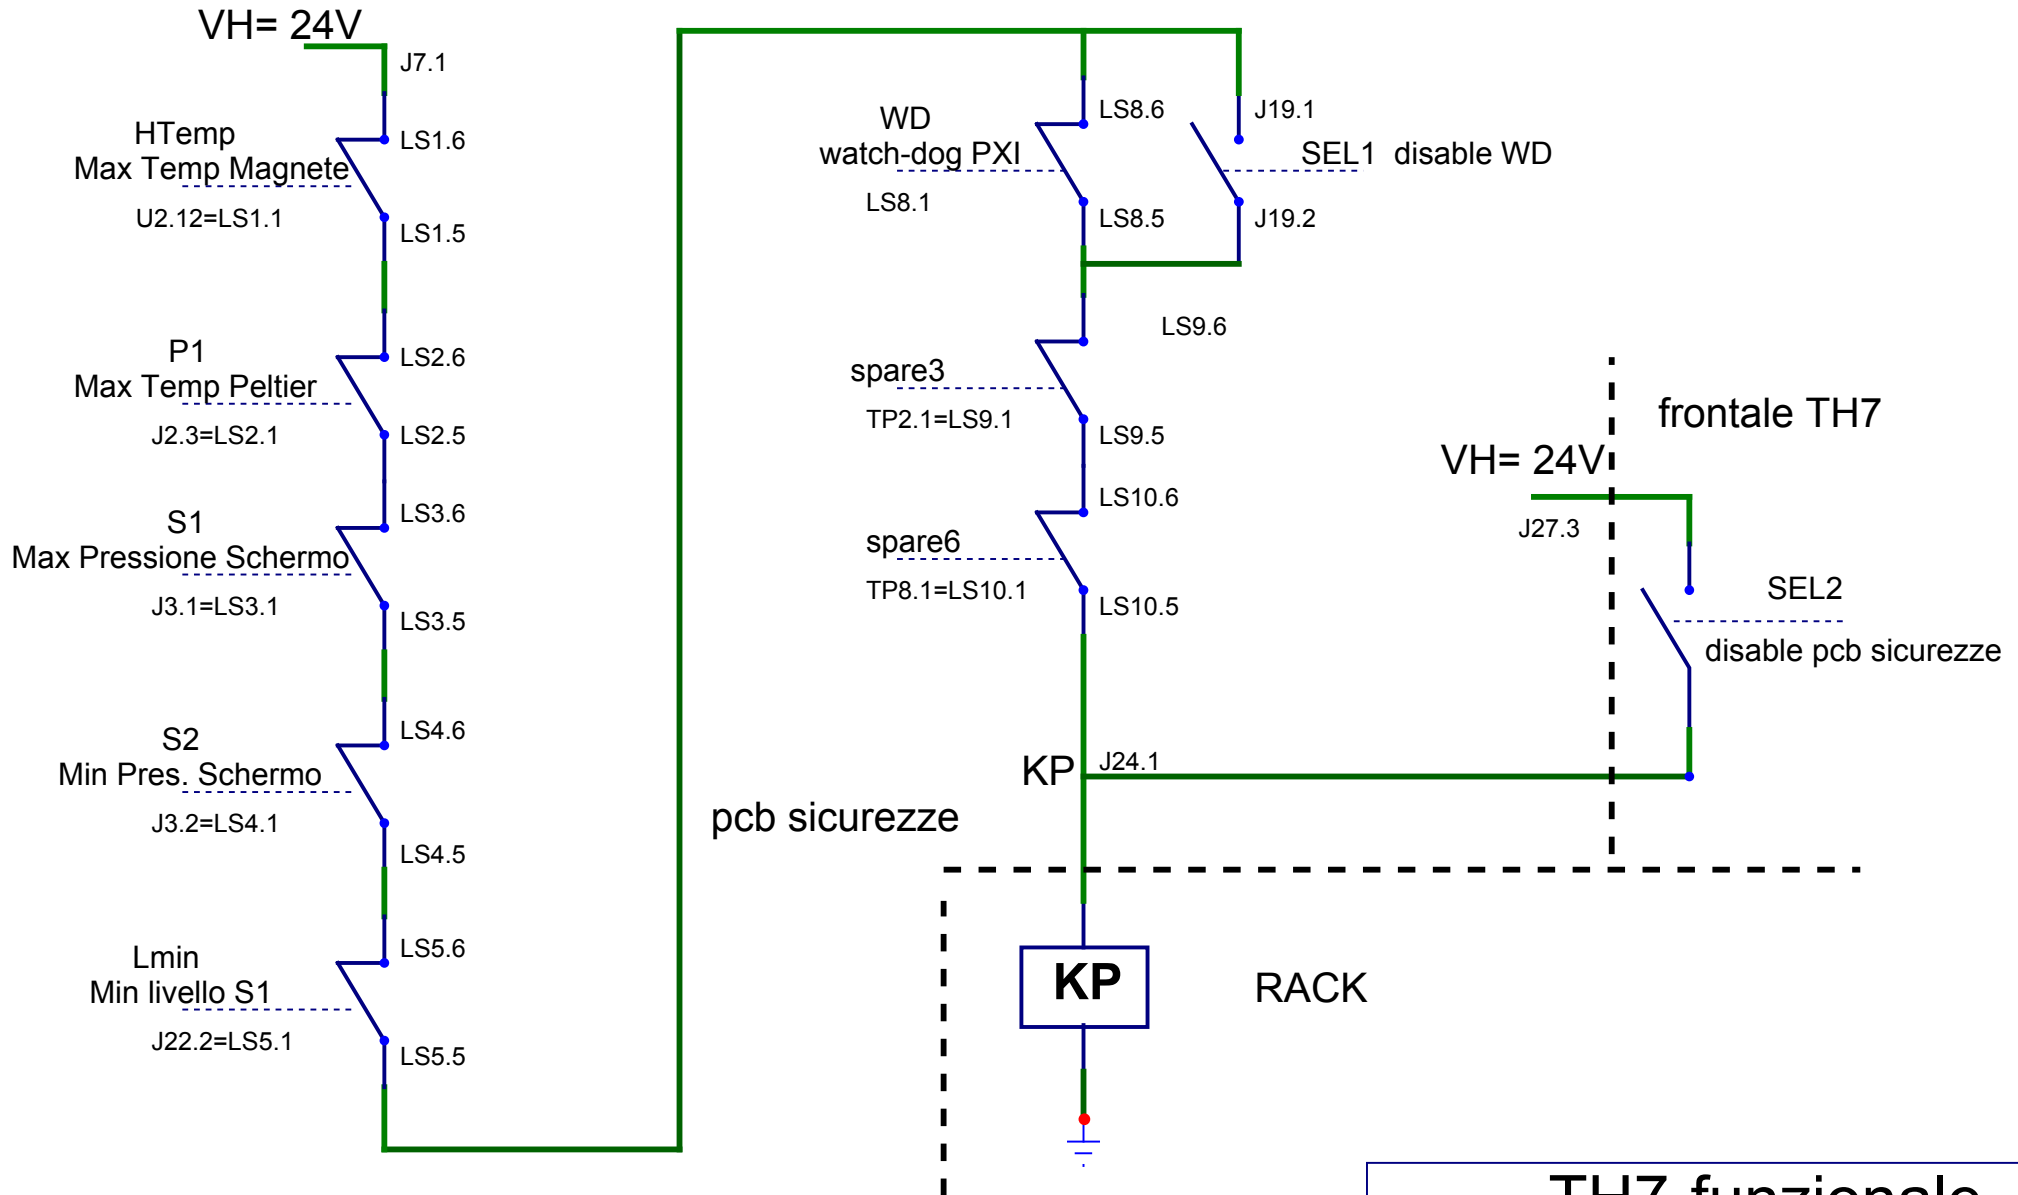 VH= 24V
J7.1
HTemp
Max Temp Magnete
U2.12=LS1.1
LS1.6
LS1.5
P1
Max Temp Peltier
J2.3=LS2.1
LS2.6
LS2.5
S1
Max Pressione Schermo
J3.1=LS3.1
LS3.6
LS3.5
S2
Min Pres. Schermo
J3.2=LS4.1
LS4.6
LS4.5
Lmin
Min livello S1
J22.2=LS5.1
LS5.6
LS5.5
WD
watch-dog PXI
LS8.1
LS8.6
LS8.5
J19.1
SEL1 disable WD
J19.2
LS9.6
spare3
TP2.1=LS9.1
LS9.5
LS10.6
spare6
TP8.1=LS10.1
LS10.5
frontale TH7
VH= 24V
J27.3
SEL2
disable pcb sicurezze
KP
J24.1
pcb sicurezze
KP
RACK
TH7 funzionale